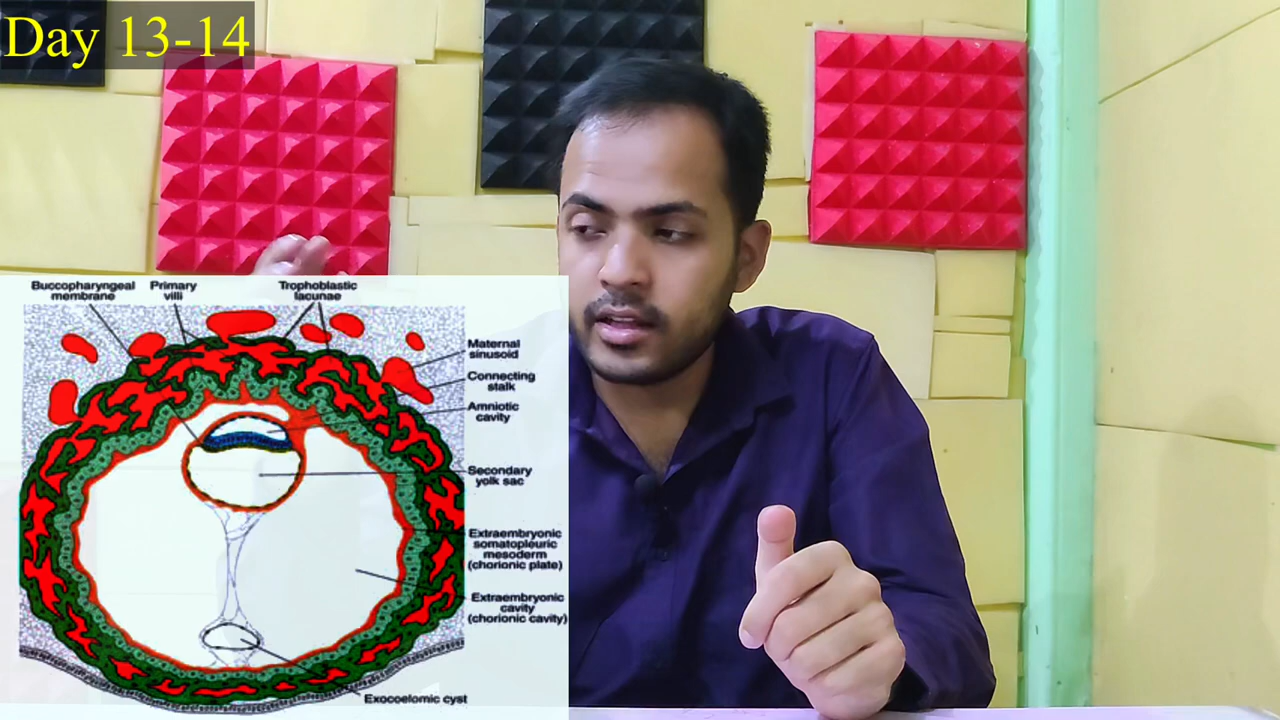 Day 13-14
Buccopharyngeal
membrane
Primary
villi
Trophoblastic
lacunae
Maternal
sinusoid
Connecting
stalk
Amniotic
cavity
Secondary
yolk sac
Extraembryonic
somatopleuric
mesoderm
(chorionic plate)
Extraembryonic
cavity
(chorionic cavity)
Exocoelomic cyst